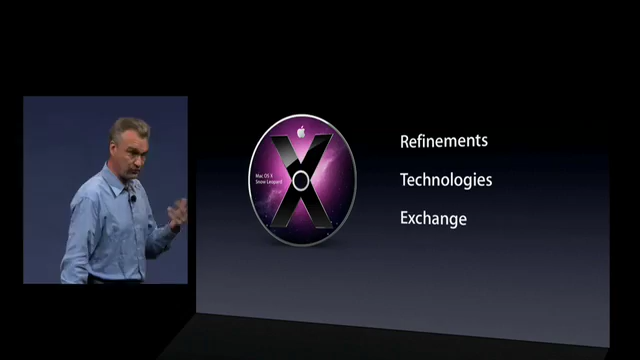 Mac OS X
Snow Leopard
Refinements
Technologies
Exchange